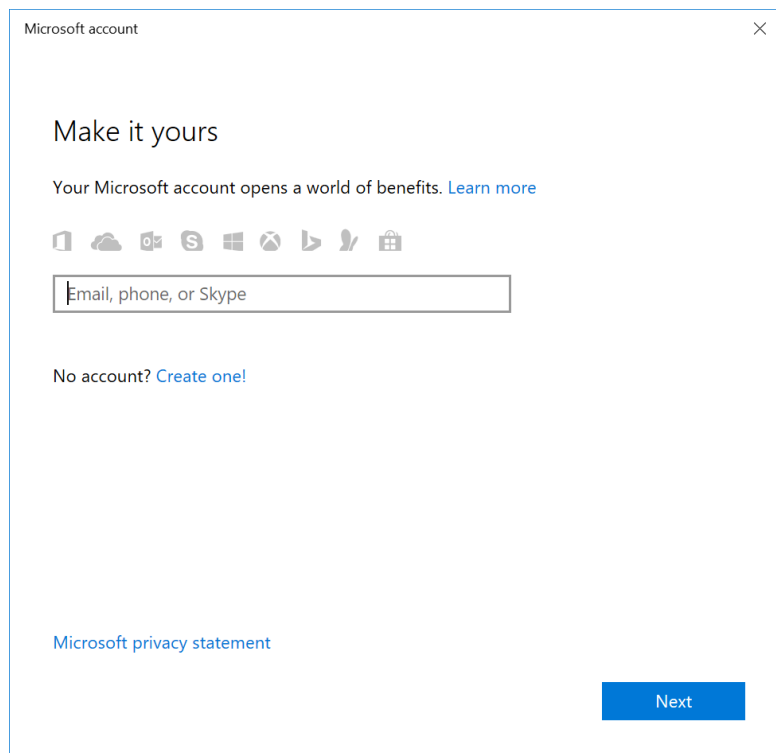 Microsoft account
Make it yours
Your Microsoft account opens a world of benefits. Learn more
Email, phone, or Skype
No account? Create one!
Microsoft privacy statement
Next